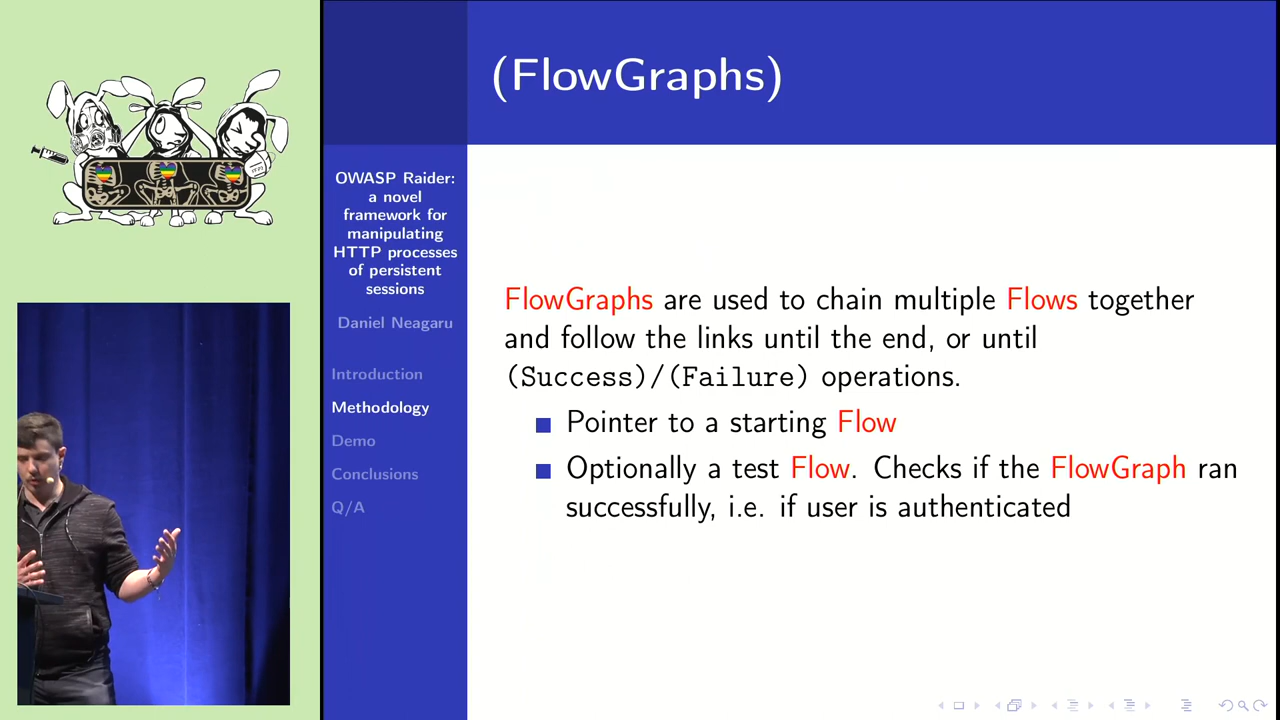 (FlowGraphs)
OWASP Raider:
a novel
framework for
manipulating
HTTP processes
of persistent
sessions
Daniel Neagaru
Introduction
Methodology
Demo
Conclusions
Q/A
FlowGraphs are used to chain multiple Flows together
and follow the links until the end, or until
(Success)/(Failure) operations.
Pointer to a starting Flow
Optionally a test Flow. Checks if the FlowGraph ran
successfully, i.e. if user is authenticated